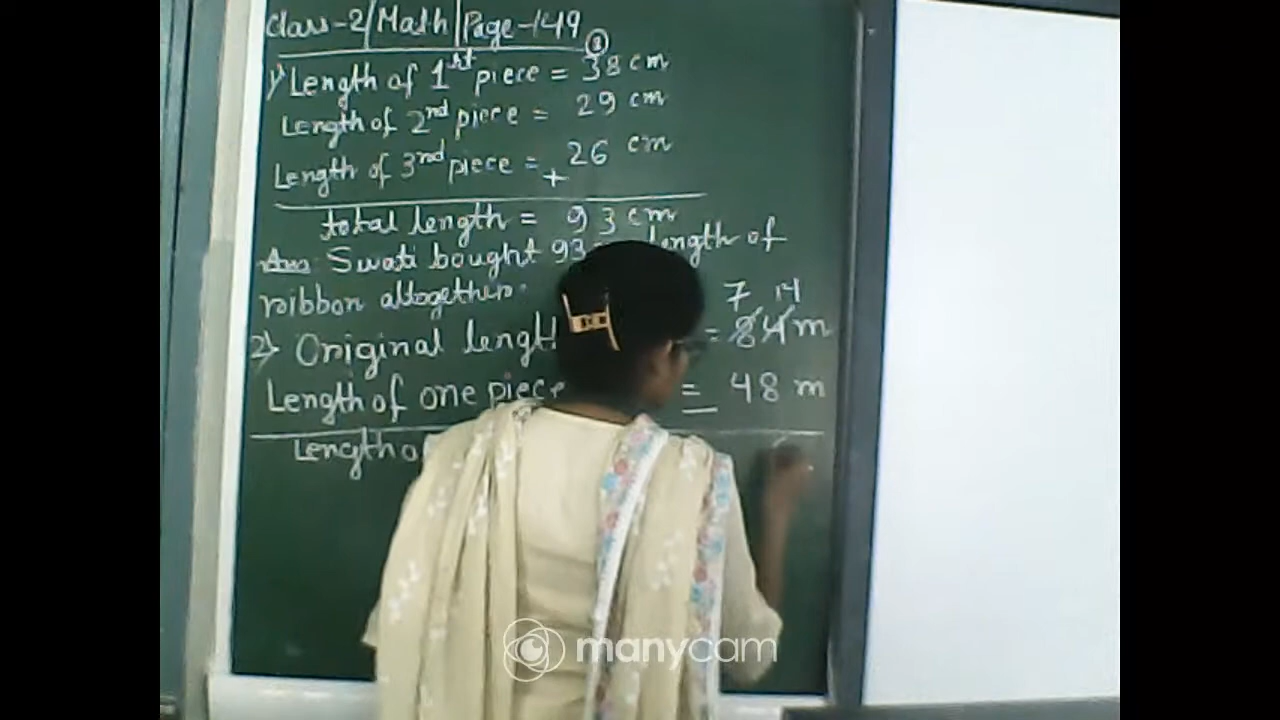 Class-2/Math/Page-149
1) Length of 1st piece = 38 cm
2
Length of 2nd piece = 29 cm
Length of 3rd piece = + 26 cm
total length = 93 cm
Ans: Swati bought 93 length of
ribbon altogether.
7 14
2) Original lengt = 84 m
Length of one piece = 48 m
Length o
manycam